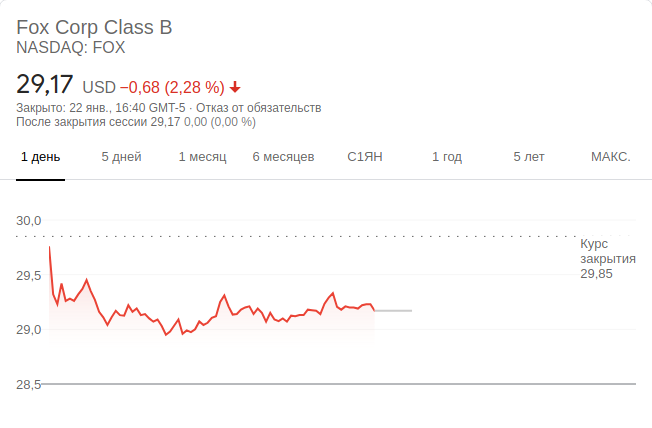 Fox Corp Class B
NASDAQ: FOX
29,17 USD −0,68 (2,28 %)
Закрыто: 22 янв., 16:40 GMT-5 · Отказ от обязательств
После закрытия сессии 29,17 0,00 (0,00 %)
1 день 5 дней 1 месяц 6 месяцев С1ЯН 1 год 5 лет МАКС.
30,0
Курс
закрытия
29,85
29,5
29,0
28,5